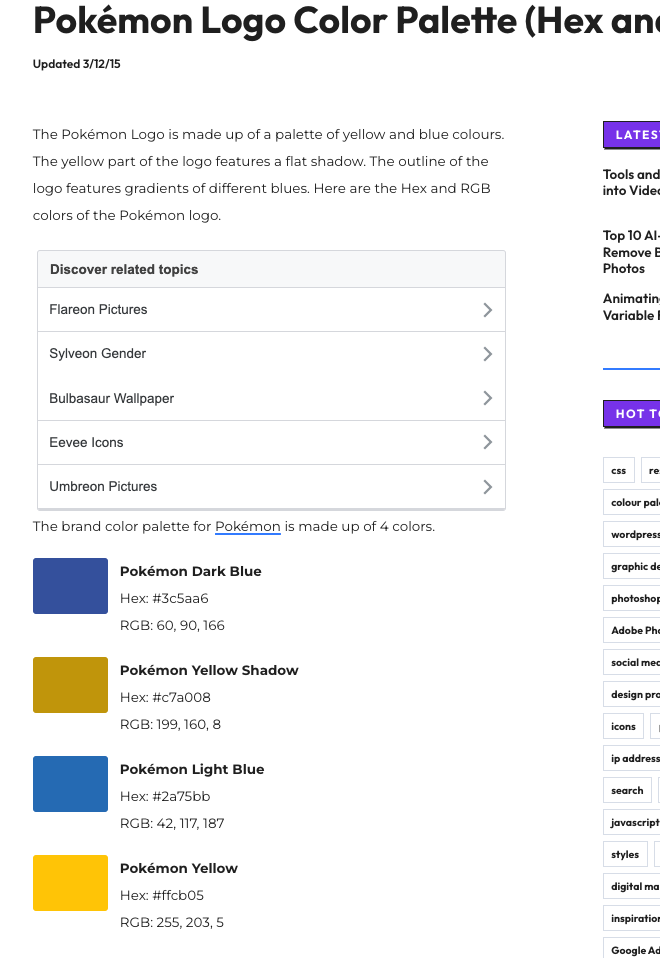 Pokémon Logo Color Palette (Hex and
Updated 3/12/15
The Pokémon Logo is made up of a palette of yellow and blue colours.
The yellow part of the logo features a flat shadow. The outline of the
logo features gradients of different blues. Here are the Hex and RGB
colors of the Pokémon logo.
Discover related topics
Flareon Pictures
Sylveon Gender
Bulbasaur Wallpaper
Eevee Icons
Umbreon Pictures
The brand color palette for Pokémon is made up of 4 colors.
Pokémon Dark Blue
Hex: #3c5aa6
RGB: 60, 90, 166
Pokémon Yellow Shadow
Hex: #c7a008
RGB: 199, 160, 8
Pokémon Light Blue
Hex: #2a75bb
RGB: 42, 117, 187
Pokémon Yellow
Hex: #ffcb05
RGB: 255, 203, 5
LATES
Tools and
into Vide
Top 10 AI-
Remove B
Photos
Animatin
Variable
HOT
css re
colour pal
wordpress
graphic de
photoshop
Adobe Pho
social med
design pro
icons
ip address
search
javascript
styles
digital ma
inspiration
Google Ad